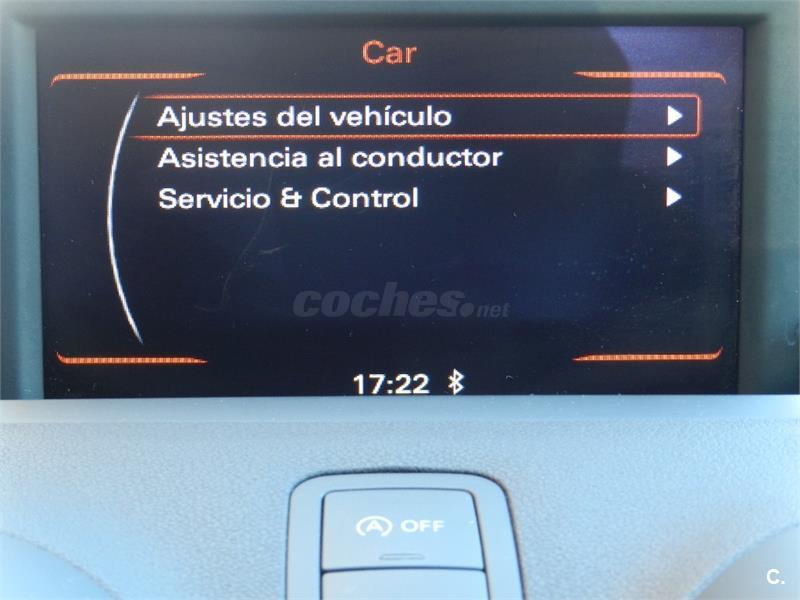 Car
Ajustes del vehículo
Asistencia al conductor
Servicio & Control
coches.net
17:22
A OFF
C.